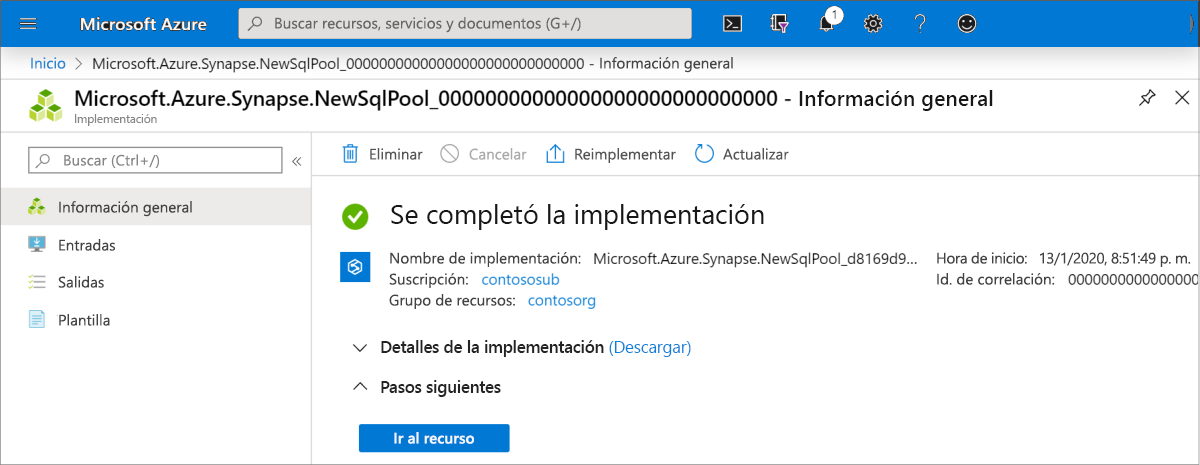 Microsoft Azure
Buscar recursos, servicios y documentos (G+/)
1
Inicio > Microsoft.Azure.Synapse.NewSqlPool_00000000000000000000000000000 - Información general
Microsoft.Azure.Synapse.NewSqlPool_00000000000000000000000000000 - Información general
Implementación
Buscar (Ctrl+/)
Eliminar Cancelar Reimplementar Actualizar
Información general
Entradas
Salidas
Plantilla
Se completó la implementación
Nombre de implementación: Microsoft.Azure.Synapse.NewSqlPool_d8169d9...
Suscripción: contososub
Grupo de recursos: contosorg
Hora de inicio: 13/1/2020, 8:51:49 p. m.
Id. de correlación: 0000000000000000
Detalles de la implementación (Descargar)
Pasos siguientes
Ir al recurso